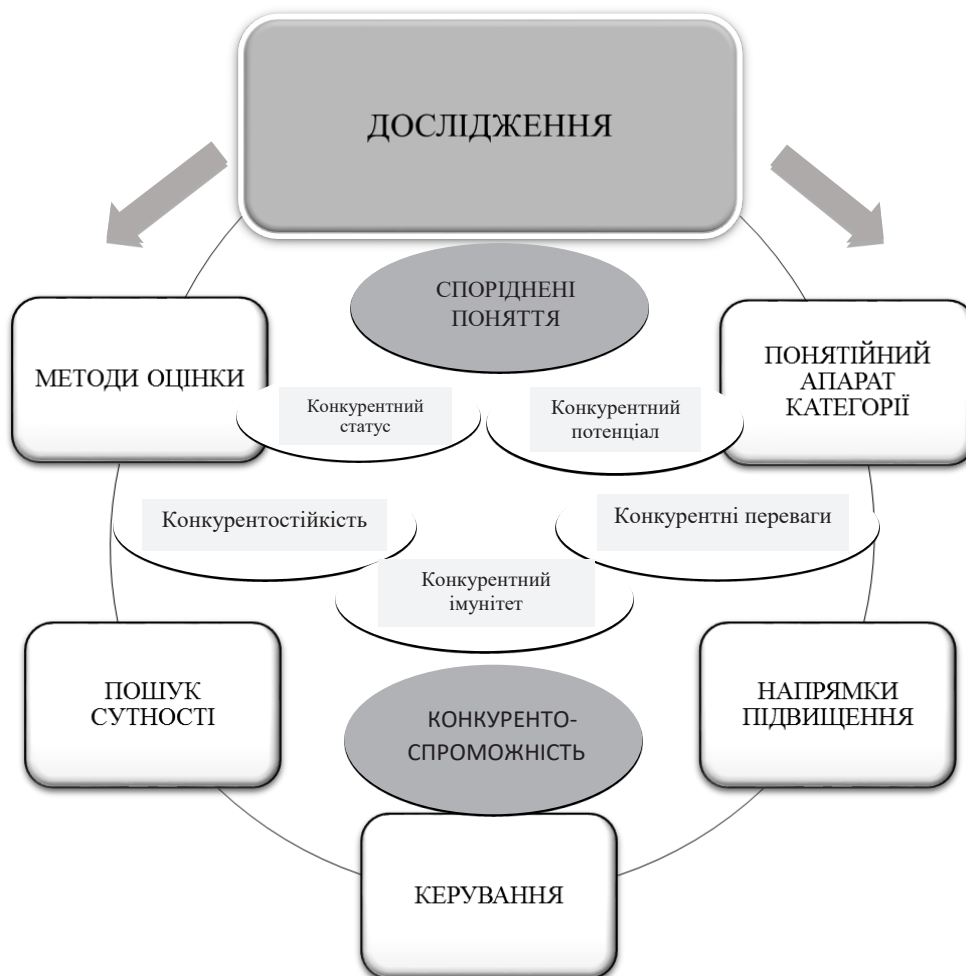 ДОСЛІДЖЕННЯ
СПОРІДНЕНІ
ПОНЯТТЯ
МЕТОДИ ОЦІНКИ
ПОНЯТІЙНИЙ
АПАРАТ
КАТЕГОРІЇ
Конкурентний
статус
Конкурентний
потенціал
Конкурентостійкість
Конкурентні переваги
Конкурентний
імунітет
ПОШУК
СУТНОСТІ
НАПРЯМКИ
ПІДВИЩЕННЯ
КОНКУРЕНТО-
СПРОМОЖНІСТЬ
КЕРУВАННЯ